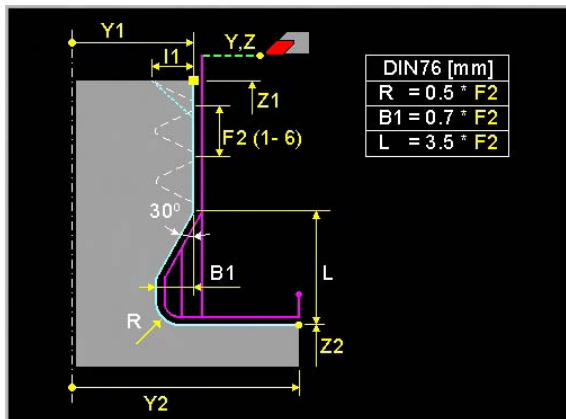 Y1
I1
Y,Z
Z1
F2 (1- 6)
DIN76 [mm]
R = 0.5 * F2
B1 = 0.7 * F2
L = 3.5 * F2
30º
B1
L
R
Z2
Y2